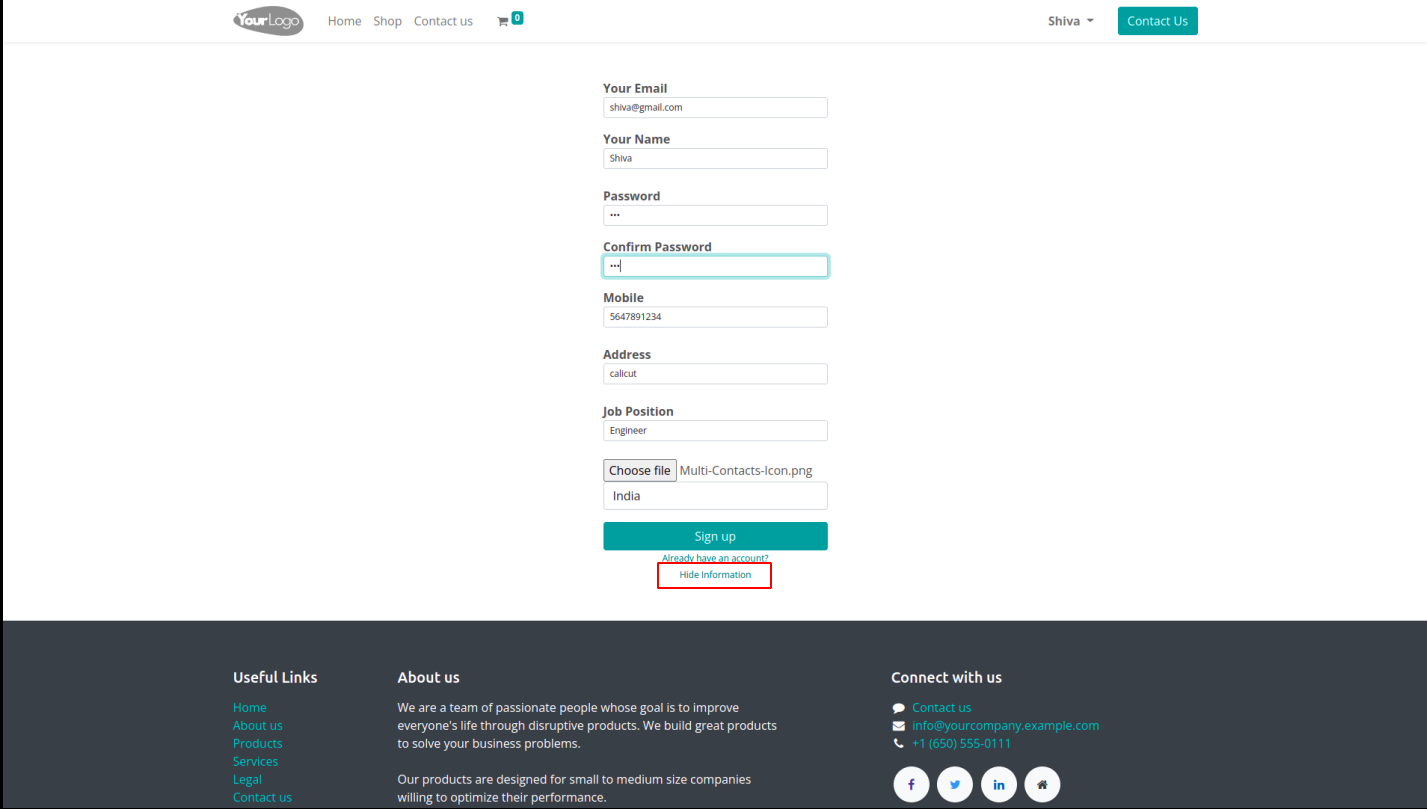 YourLogo Home Shop Contact us 0 Shiva Contact Us
Your Email
shiva@gmail.com
Your Name
Shiva
Password
•••
Confirm Password
•••
Mobile
5647891234
Address
calicut
Job Position
Engineer
Choose file Multi-Contacts-Icon.png
India
Sign up
Already have an account?
Hide Information
Useful Links
Home
About us
Products
Services
Legal
Contact us
About us
We are a team of passionate people whose goal is to improve
everyone's life through disruptive products. We build great products
to solve your business problems.
Our products are designed for small to medium size companies
willing to optimize their performance.
Connect with us
Contact us
info@yourcompany.example.com
+1 (650) 555-0111